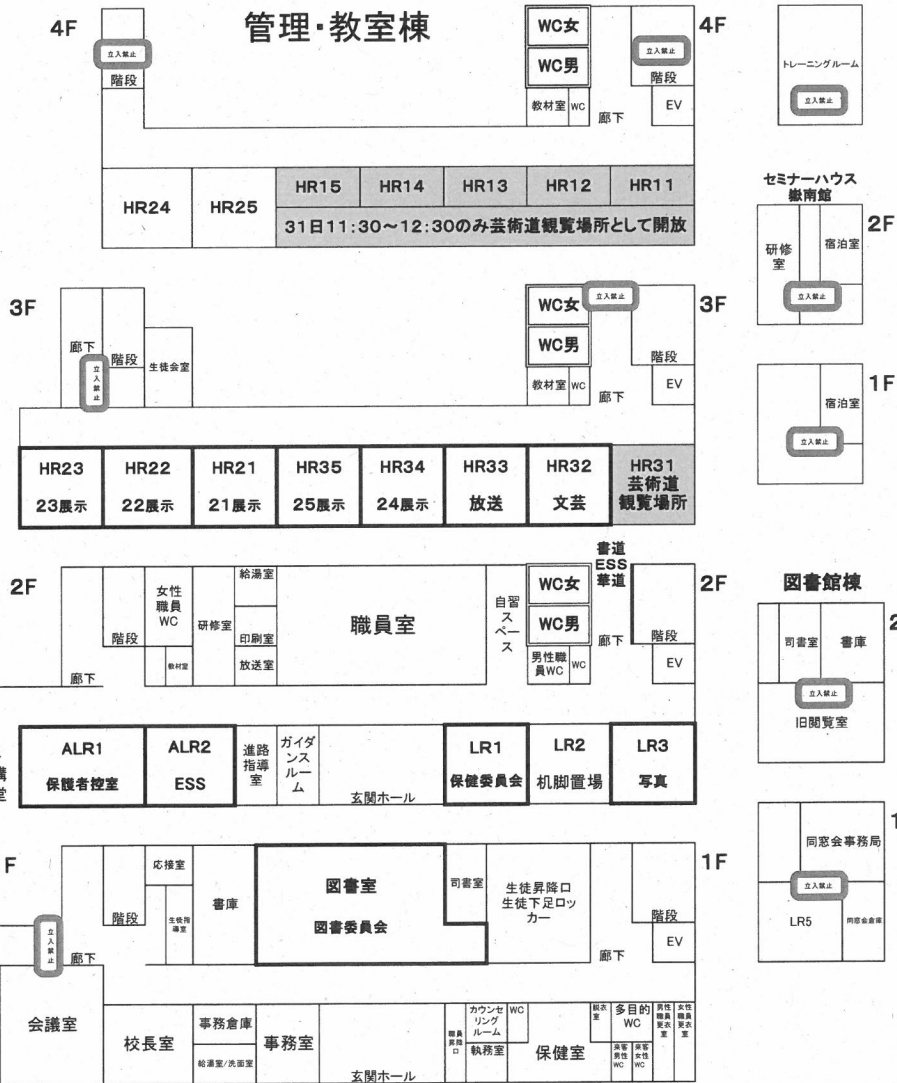 管理・教室棟
4F
立入禁止
階段
WC女
WC男
教材室
WC
廊下
立入禁止
階段
EV
4F
HR24
HR25
HR15
HR14
HR13
HR12
HR11
31日11:30～12:30のみ芸術道観覧場所として開放
トレーニングルーム
立入禁止
セミナーハウス
嶽南館
2F
研修
室
宿泊室
立入禁止
1F
宿泊室
立入禁止
3F
廊下
立入禁止
階段
生徒会室
WC女
WC男
教材室
WC
廊下
立入禁止
階段
EV
3F
HR23
23展示
HR22
22展示
HR21
21展示
HR35
25展示
HR34
24展示
HR33
放送
HR32
文芸
HR31
芸術道
観覧場所
2F
廊下
階段
女性
職員
WC
教材室
研修室
給湯室
印刷室
放送室
職員室
自習スペース
WC女
WC男
男性職
員WC
WC
書道
ESS
華道
廊下
階段
EV
2F
講
堂
ALR1
保護者控室
ALR2
ESS
進路
指導
室
ガイダ
ンス
ルー
ム
玄関ホール
LR1
保健委員会
LR2
机脚置場
LR3
写真
図書館棟
2
司書室
書庫
立入禁止
旧閲覧室
1
同窓会事務局
立入禁止
LR5
同窓会倉庫
F
立入禁止
廊下
階段
応接室
生徒指
導室
書庫
図書室
図書委員会
司書室
生徒昇降口
生徒下足ロッ
カー
廊下
階段
EV
1F
会議室
校長室
事務倉庫
給湯室/洗面室
事務室
玄関ホール
職員昇降口
カウンセ
リング
ルーム
執務室
WC
保健室
脱衣室
多目的
WC
来客
男性
WC
来客
女性
WC
男性職員更衣室
女性職員更衣室